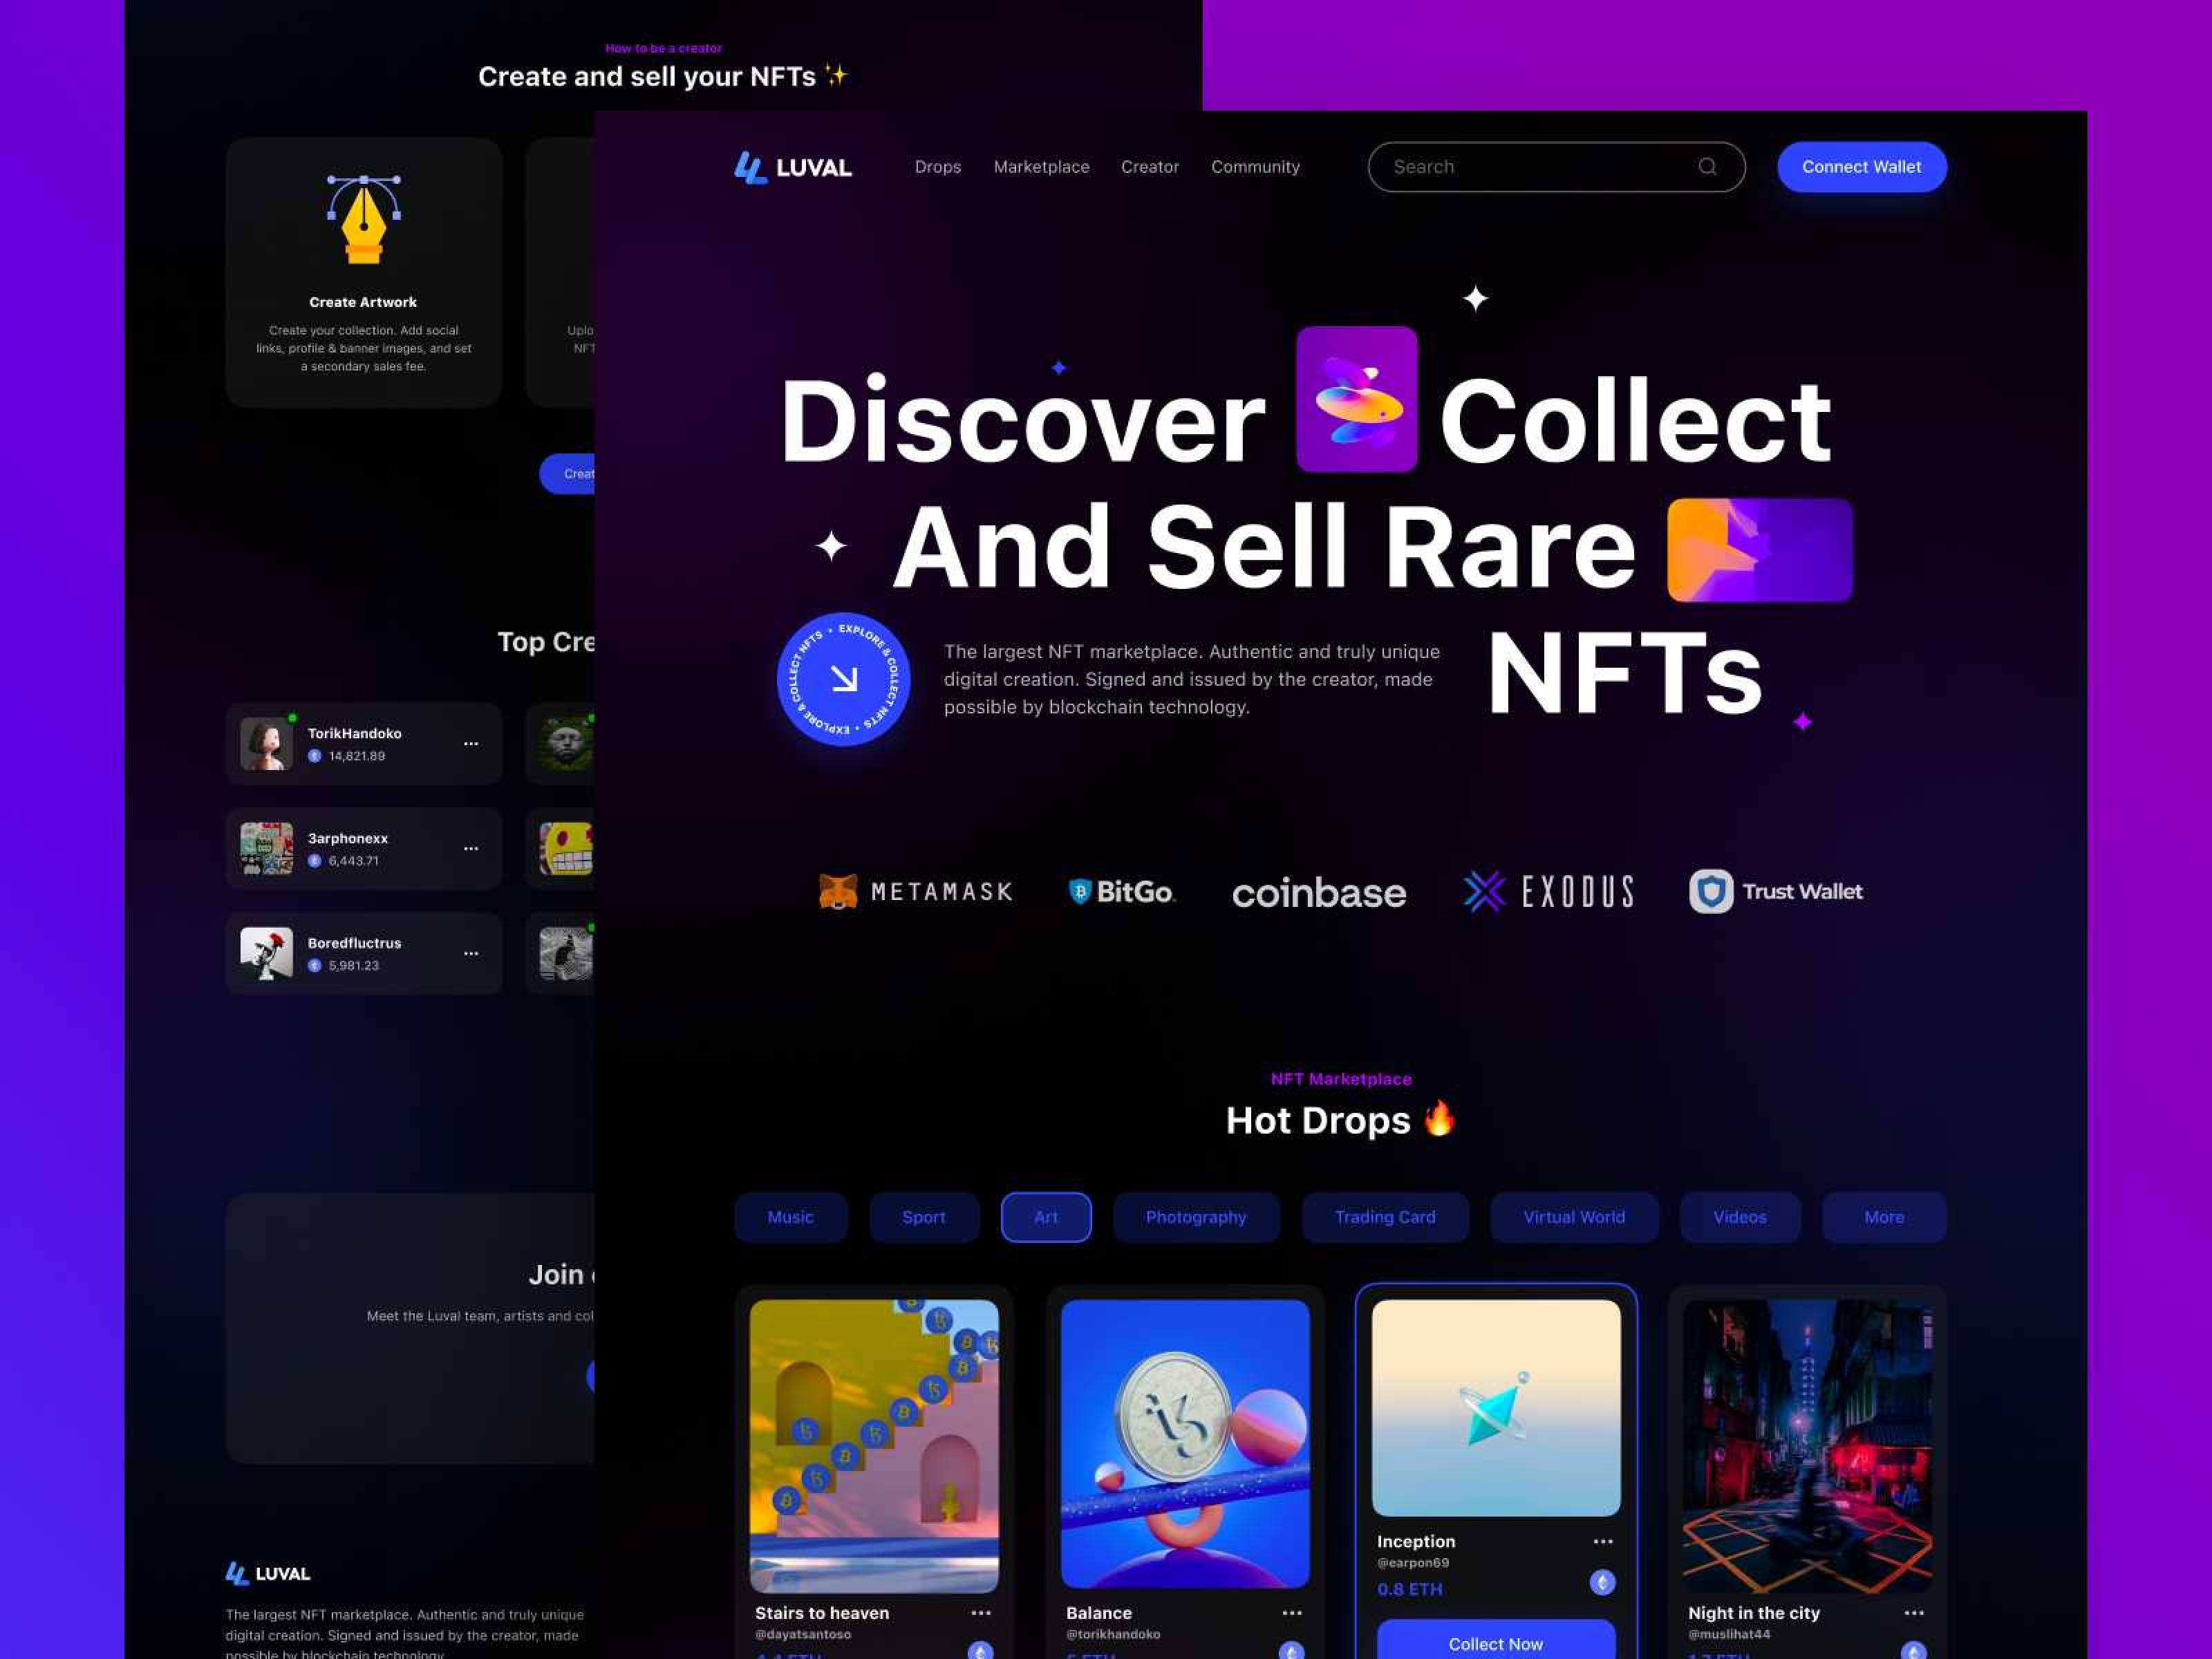 How to be a creator
Create and sell your NFTs ✨
Create Artwork
Create your collection. Add social
links, profile & banner images, and set
a secondary sales fee.
Top Cre
TorikHandoko
14,821.89
3arphonexx
6,443.71
Boredfluctrus
5,981.23
Join
Meet the Luval team, artists and col
LUVAL
The largest NFT marketplace. Authentic and truly unique
digital creation. Signed and issued by the creator, made
possible by blockchain technology
LUVAL
Drops
Marketplace
Creator
Community
Search
Connect Wallet
Discover Collect
And Sell Rare
NFTs
EXPLORE & COLLECT NFTS • EXPLORE & COLLECT NFTS •
The largest NFT marketplace. Authentic and truly unique
digital creation. Signed and issued by the creator, made
possible by blockchain technology.
METAMASK
BitGo
coinbase
EXODUS
Trust Wallet
NFT Marketplace
Hot Drops 🔥
Music
Sport
Art
Photography
Trading Card
Virtual World
Videos
More
Stairs to heaven
@dayatsantoso
Balance
@torikhandoko
5 ETH
Inception
@earpon69
0.8 ETH
Collect Now
Night in the city
@muslihat44